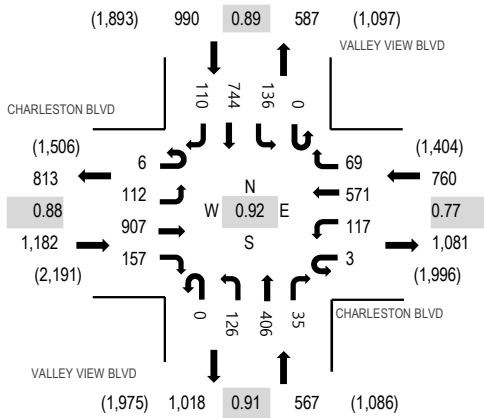 (1,893) 990 0.89 587 (1,097)
VALLEY VIEW BLVD
CHARLESTON BLVD
110 744 136 0
(1,506) (1,404)
6 69
813 760
112 571
N
0.88 W 0.92 E 0.77
907 117
S
1,182 1,081
157 3
(2,191) (1,996)
0 126 406 35
CHARLESTON BLVD
VALLEY VIEW BLVD
(1,975) 1,018 0.91 567 (1,086)